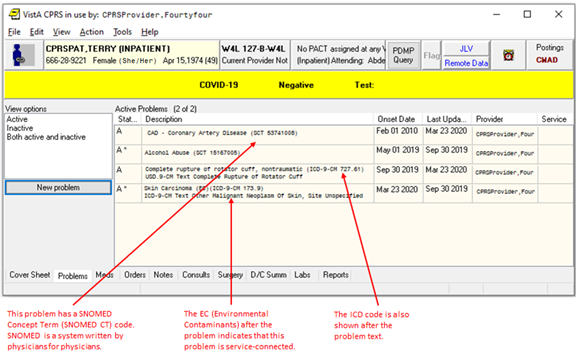 VistA CPRS in use by: CPRSProvider,Fourtyfour
File Edit View Action Tools Help
CPRSPAT,TERRY (INPATIENT)
666-28-9221 Female (She/Her) Apr 15,1974 (49)
W4L 127-B-W4L
Current Provider Not
No PACT assigned at any V
(Inpatient) Attending: Abde
PDMP
Query
Flag
JLV
Remote Data
Postings
CWAD
COVID-19 Negative Test:
View options
Active
Inactive
Both active and inactive
New problem
Active Problems (2 of 2)
Stat... Description Onset Date Last Upda... Provider Service
A CAD - Coronary Artery Disease (SCT 53741008) Feb 01 2010 Mar 23 2020 CPRSProvider,Four
A * Alcohol Abuse (SCT 15167005) May 01 2019 Sep 30 2019 CPRSProvider,Four
A Complete rupture of rotator cuff, nontraumatic (ICD-9-CM 727.61) Sep 30 2019 Mar 23 2020 CPRSProvider,Four
USD.9-CM Text Complete Rupture of Rotator Cuff
A * Skin Carcinoma (EC)(ICD-9-CM 173.9) Mar 23 2020 Sep 30 2019 CPRSProvider,Four
ICD-9-CM Text Other Malignant Neoplasm Of Skin, Site Unspecified
Cover Sheet Problems Meds Orders Notes Consults Surgery D/C Summ Labs Reports
This problem has a SNOMED
Concept Term (SNOMED CT) code.
SNOMED is a system written by
physicians for physicians.
The EC (Environmental
Contaminants) after the
problem indicates that this
problem is service-connected.
The ICD code is also
shown after the
problem text.